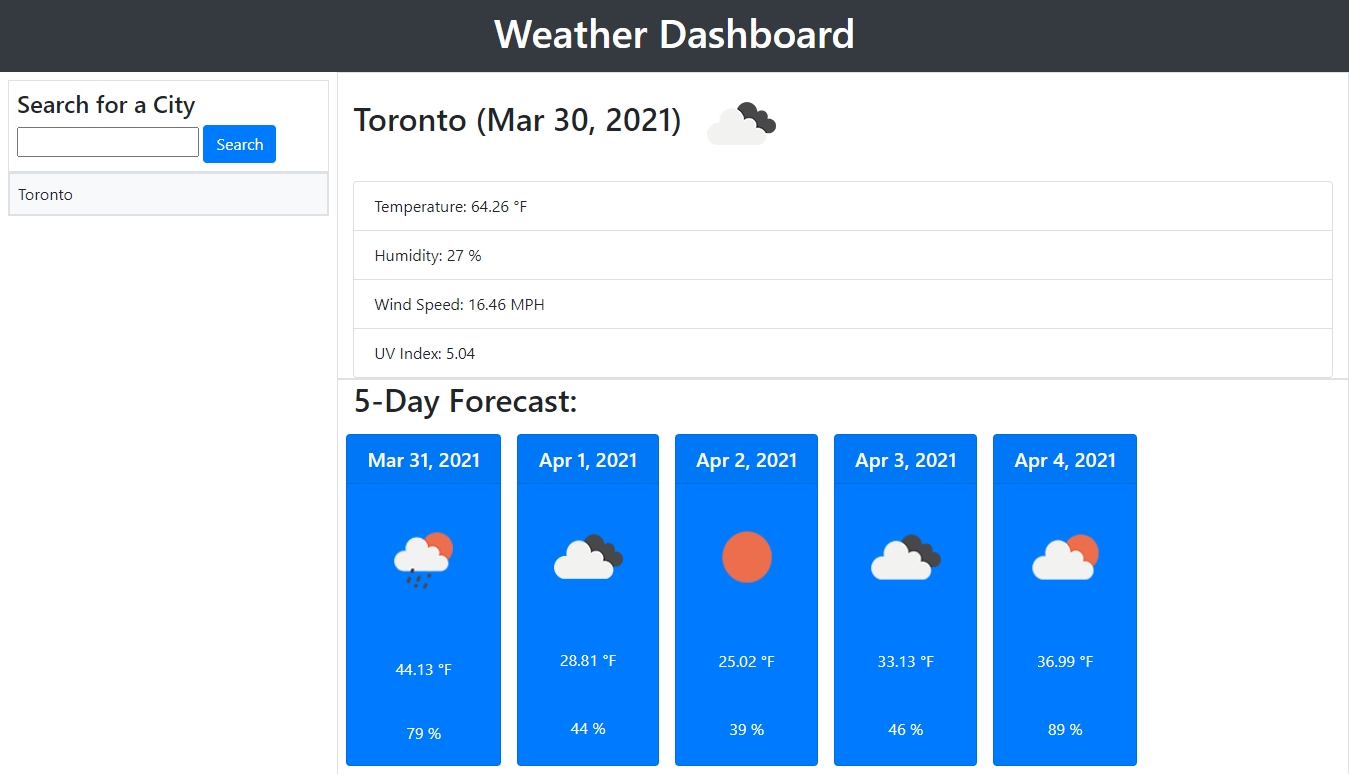 Weather Dashboard
Search for a City
Search
Toronto
Toronto (Mar 30, 2021)
Temperature: 64.26 °F
Humidity: 27 %
Wind Speed: 16.46 MPH
UV Index: 5.04
5-Day Forecast:
Mar 31, 2021
44.13 °F
79 %
Apr 1, 2021
28.81 °F
44 %
Apr 2, 2021
25.02 °F
39 %
Apr 3, 2021
33.13 °F
46 %
Apr 4, 2021
36.99 °F
89 %